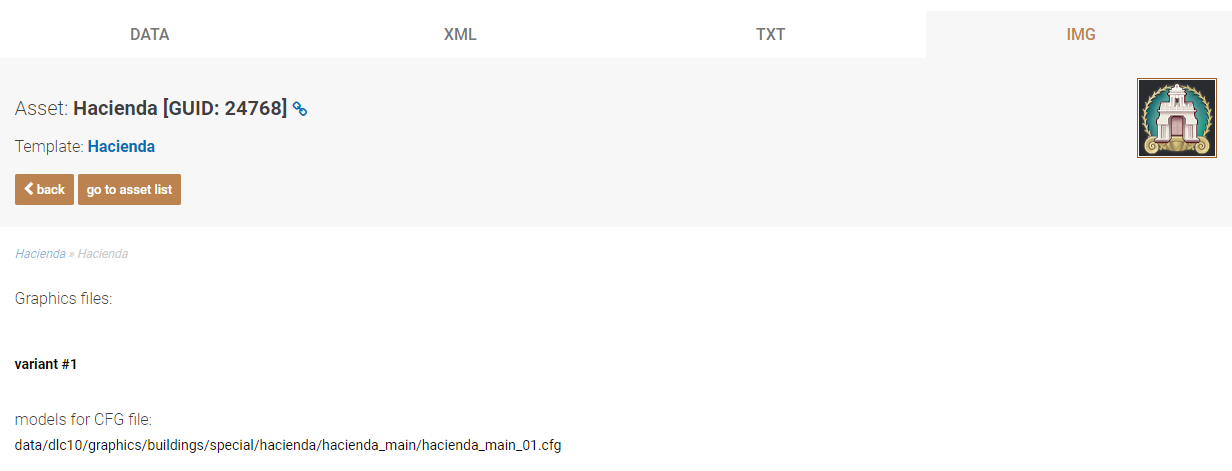 DATA XML TXT IMG
Asset: Hacienda [GUID: 24768]
Template: Hacienda
back go to asset list
Hacienda » Hacienda
Graphics files:
variant #1
models for CFG file:
data/dlc10/graphics/buildings/special/hacienda/hacienda_main/hacienda_main_01.cfg